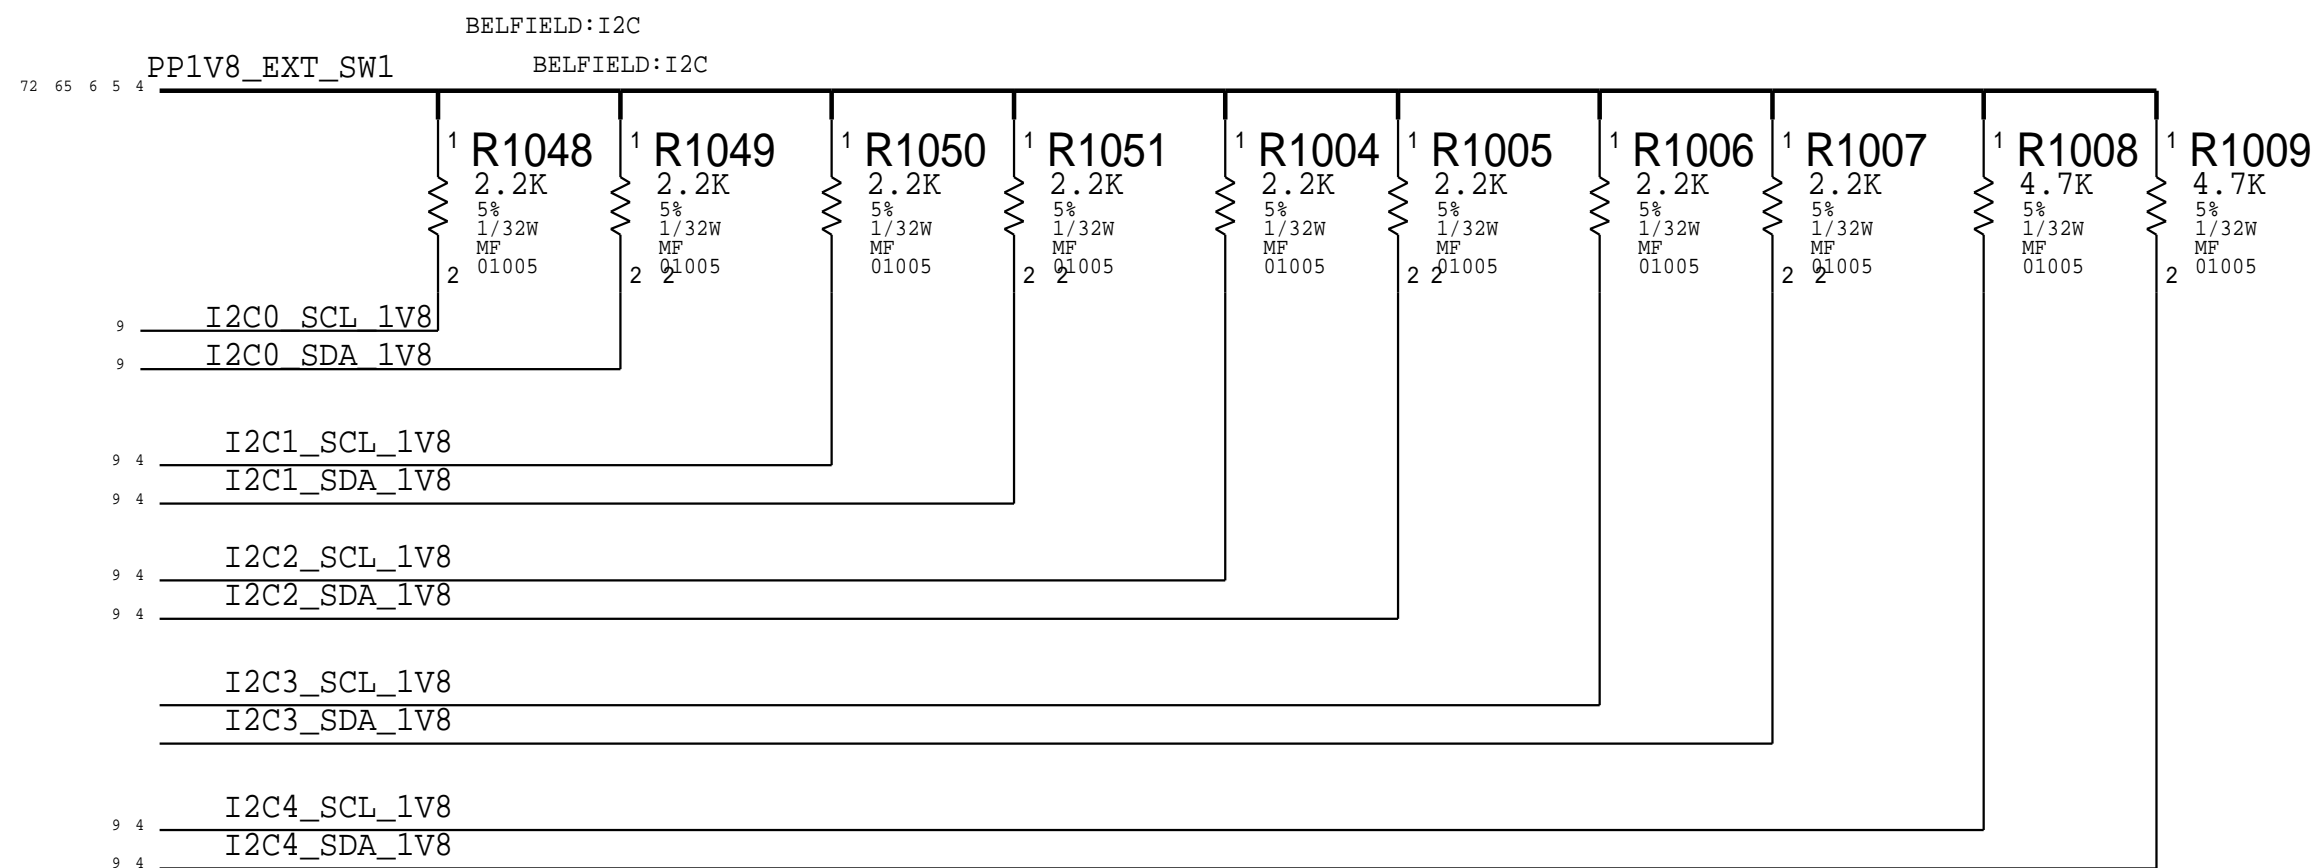 BELFIELD:I2C
PP1V8_EXT_SW1 BELFIELD:I2C
72 65 6 5 4
1 R1048 1 R1049 1 R1050 1 R1051 1 R1004 1 R1005 1 R1006 1 R1007 1 R1008 1 R1009
2.2K 2.2K 2.2K 2.2K 2.2K 2.2K 2.2K 2.2K 4.7K 4.7K
5% 5% 5% 5% 5% 5% 5% 5% 5% 5%
1/32W 1/32W 1/32W 1/32W 1/32W 1/32W 1/32W 1/32W 1/32W 1/32W
MF MF MF MF MF MF MF MF MF MF
01005 01005 01005 01005 01005 01005 01005 01005 01005 01005
2 2 2 2 2 2 2 2 2 2
9 I2C0_SCL_1V8
9 I2C0_SDA_1V8
9 4 I2C1_SCL_1V8
9 4 I2C1_SDA_1V8
9 4 I2C2_SCL_1V8
9 4 I2C2_SDA_1V8
I2C3_SCL_1V8
I2C3_SDA_1V8
9 4 I2C4_SCL_1V8
9 4 I2C4_SDA_1V8